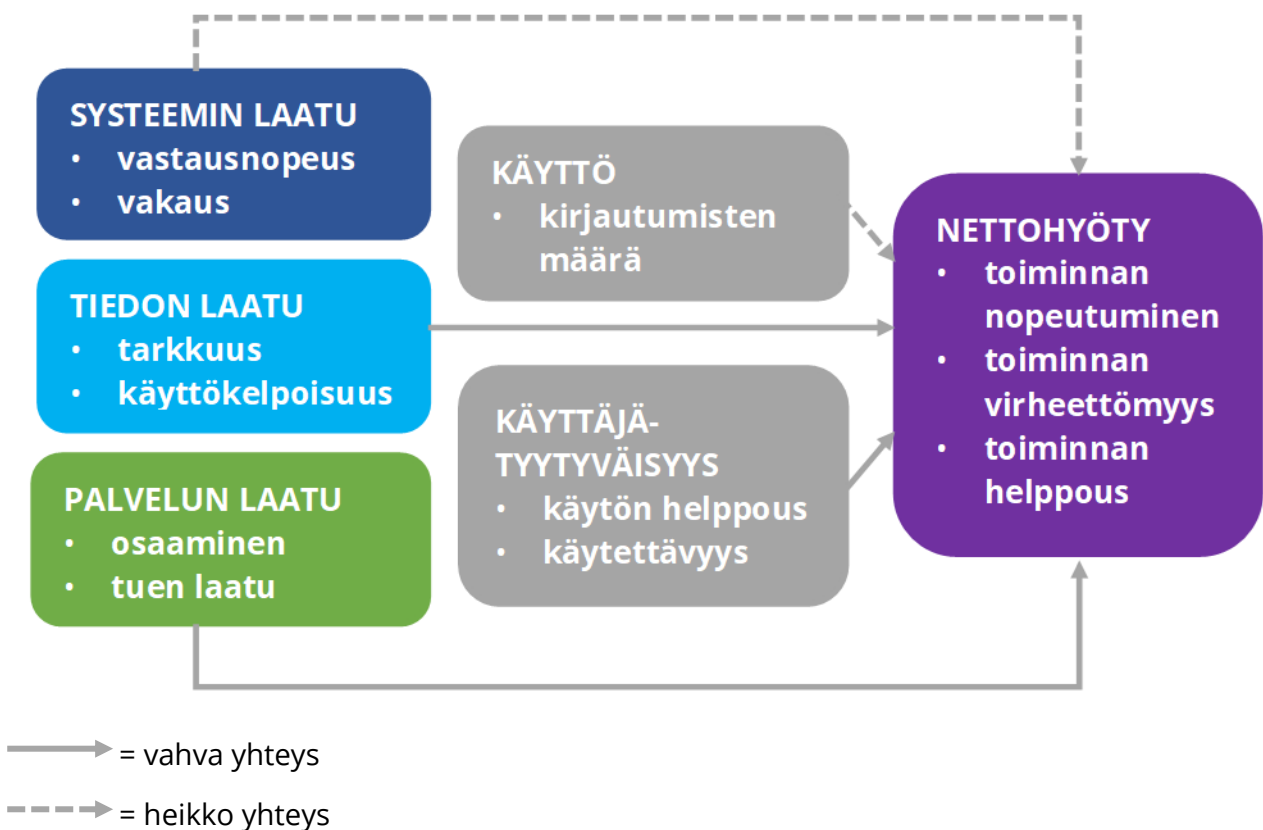 SYSTEEMIN LAATU
• vastausnopeus
• vakaus
TIEDON LAATU
• tarkkuus
• käyttökelpoisuus
PALVELUN LAATU
• osaaminen
• tuen laatu
KÄYTTÖ
• kirjautumisten
määrä
KÄYTTÄJÄ-
TYYTYVÄISYYS
• käytön helppous
• käytettävyys
NETTOHYÖTY
• toiminnan
nopeutuminen
• toiminnan
virheettömyys
• toiminnan
helppous
= vahva yhteys
= heikko yhteys